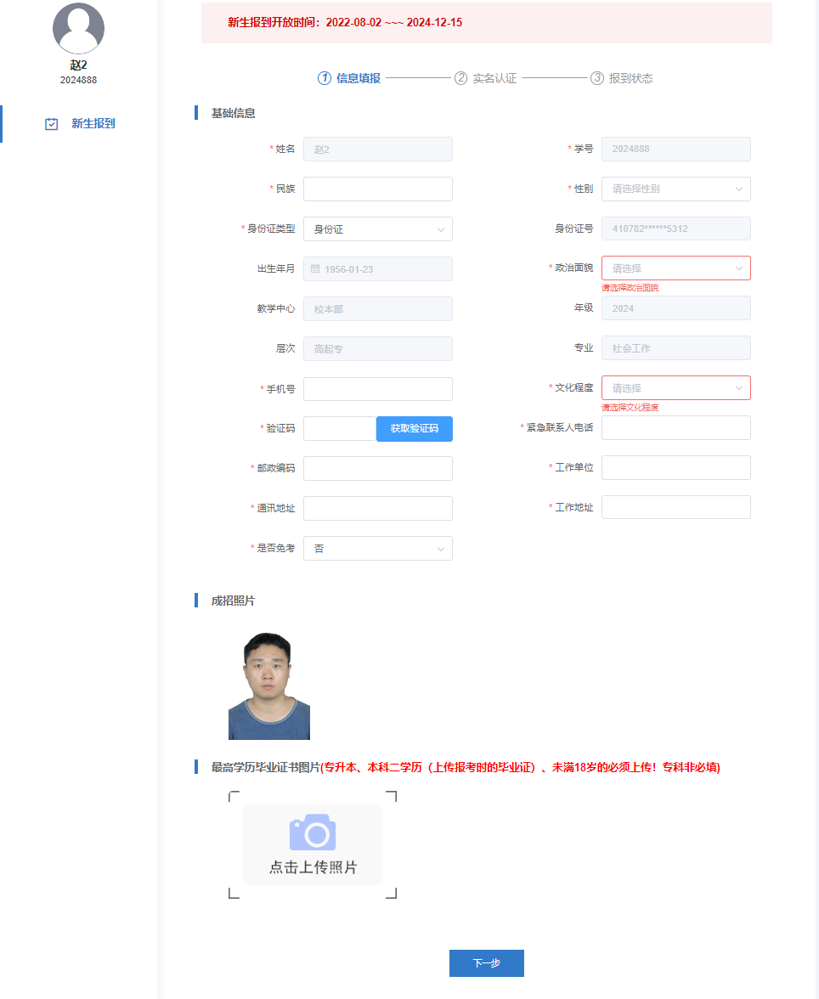 赵2
2024888
新生报到
新生报到开放时间：2022-08-02 ~~~ 2024-12-15
1 信息填报 2 实名认证 3 报到状态
基础信息
* 姓名 赵2 * 学号 2024888
* 民族 * 性别 请选择性别
* 身份证类型 身份证 身份证号 410782******5312
出生年月 1956-01-23 * 政治面貌 请选择
请选择政治面貌
教学中心 校本部 年级 2024
层次 高起专 专业 社会工作
* 手机号 * 文化程度 请选择
请选择文化程度
* 验证码 获取验证码 * 紧急联系人电话
* 邮政编码 * 工作单位
* 通讯地址 * 工作地址
* 是否免考 否
成招照片
最高学历毕业证书图片(专升本、本科二学历（上传报考时的毕业证）、未满18岁的必须上传！专科非必填)
点击上传照片
下一步